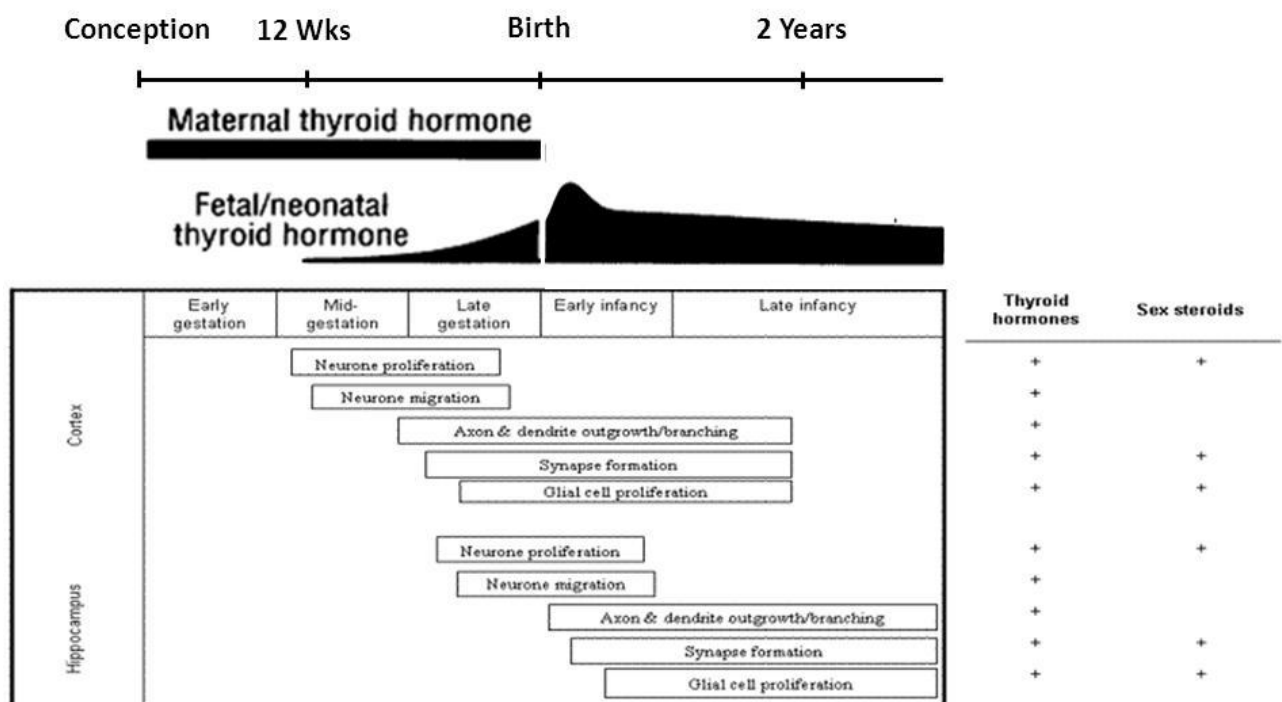 Conception 12 Wks Birth 2 Years
Maternal thyroid hormone
Fetal/neonatal
thyroid hormone
Early
gestation
Mid-
gestation
Late
gestation
Early infancy
Late infancy
Thyroid
hormones
Sex steroids
Cortex
Neurone proliferation + +
Neurone migration +
Axon & dendrite outgrowth/branching +
Synapse formation + +
Glial cell proliferation + +
Hippocampus
Neurone proliferation + +
Neurone migration +
Axon & dendrite outgrowth/branching +
Synapse formation + +
Glial cell proliferation + +